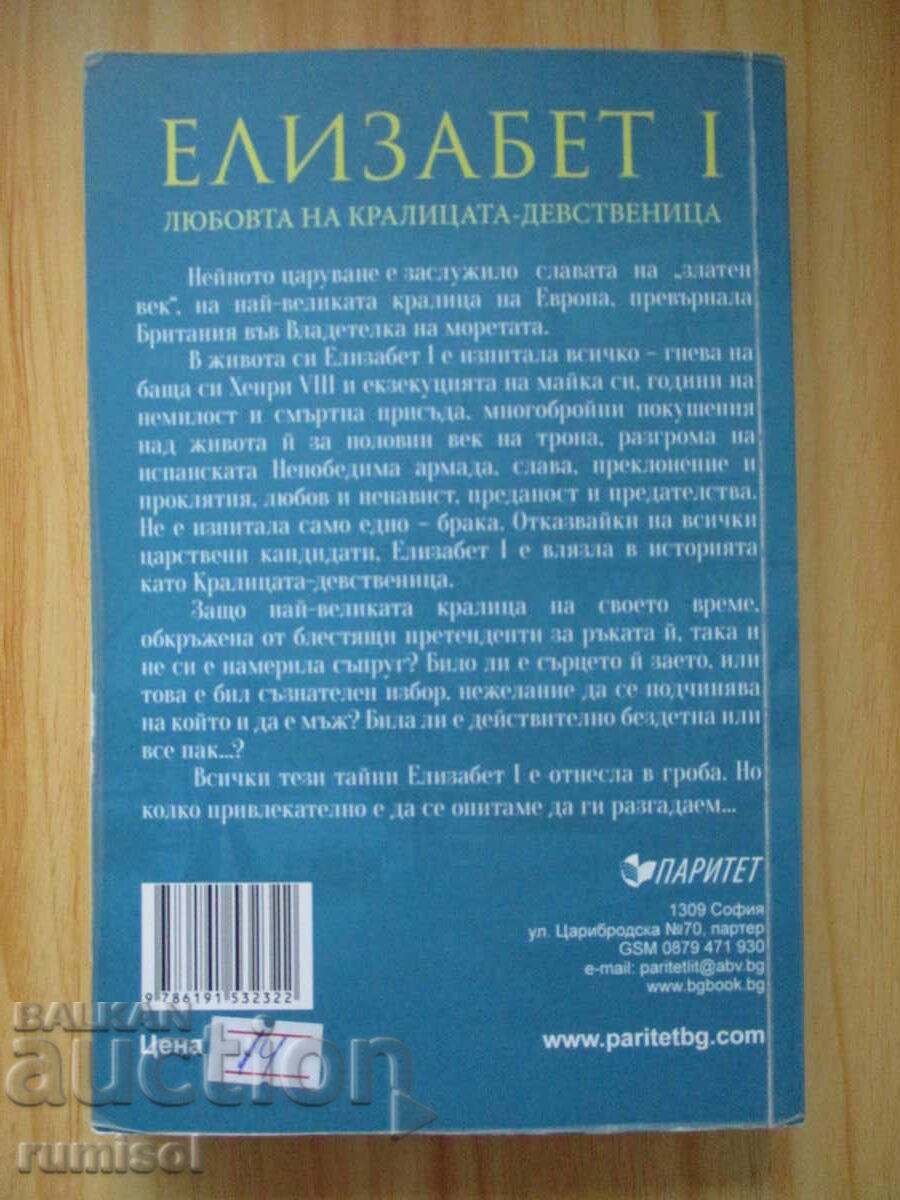 ЕЛИЗАБЕТ I
ЛЮБОВТА НА КРАЛИЦАТА-ДЕВСТВЕНИЦА
Нейното царуване е заслужило славата на „златен
век“, на най-великата кралица на Европа, превърнала
Британия във Владетелка на моретата.
В живота си Елизабет I е изпитала всичко – гнева на
баща си Хенри VIII и екзекуцията на майка си, години на
немилост и смъртна присъда, многобройни покушения
над живота й за половин век на трона, разгрома на
испанската Непобедима армада, слава, преклонение и
проклятия, любов и ненавист, преданост и предателства.
Не е изпитала само едно – брака. Отказвайки на всички
царствени кандидати, Елизабет I е влязла в историята
като Кралицата-девственица.
Защо най-великата кралица на своето време,
обкръжена от блестящи претенденти за ръката й, така и
не си е намерила съпруг? Било ли е сърцето й заето, или
това е бил съзнателен избор, нежелание да се подчинява
на който и да е мъж? Била ли е действително бездетна или
все пак...?
Всички тези тайни Елизабет I е отнесла в гроба. Но
колко привлекателно е да се опитаме да ги разгадаем...
ПАРИТЕТ
1309 София
ул. Царибродска №70, партер
GSM 0879 471 930
e-mail: paritetlit@abv.bg
www.bgbook.bg
9 786191 532322
www.paritetbg.com
Цена 14
BALKAN
auction
rumisol